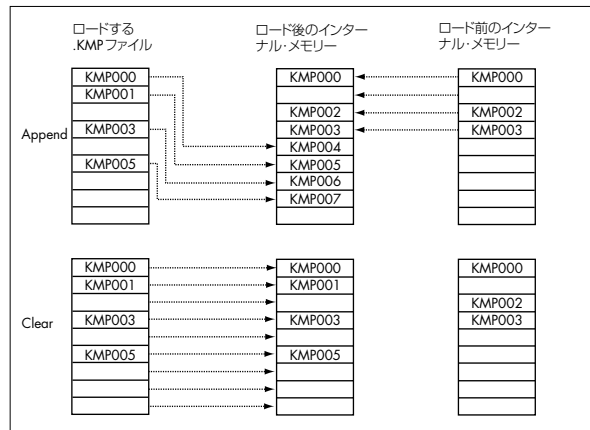 ロードする
.KMPファイル
ロード後のインター
ナル・メモリー
ロード前のインター
ナル・メモリー
Append
KMP000
KMP001
KMP003
KMP005
KMP000
KMP002
KMP003
KMP004
KMP005
KMP006
KMP007
KMP000
KMP002
KMP003
Clear
KMP000
KMP001
KMP003
KMP005
KMP000
KMP001
KMP003
KMP005
KMP000
KMP002
KMP003